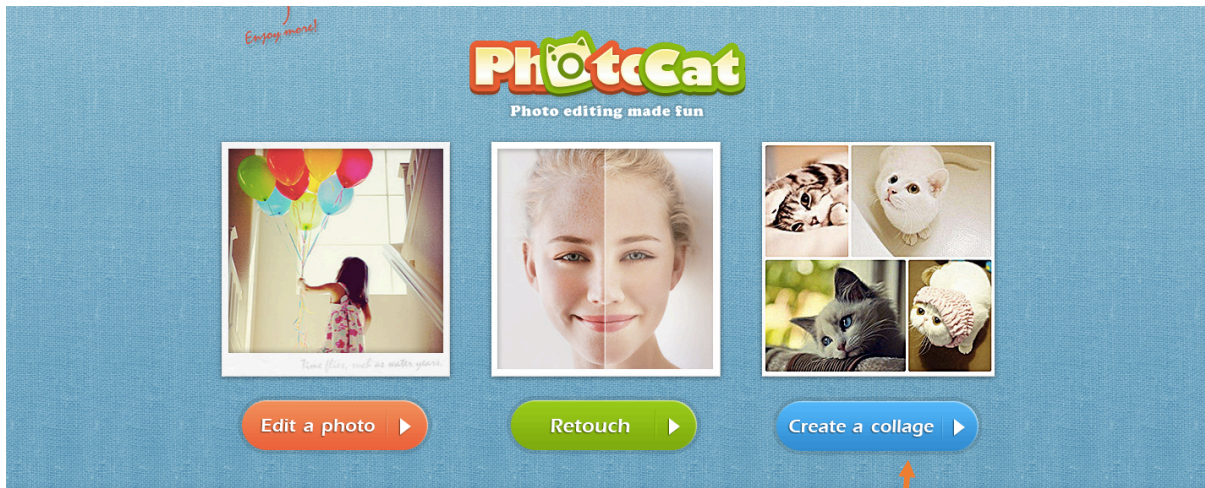 Enjoy more!
PhotoCat
Photo editing made fun
Time flies, such as water years.
Edit a photo
Retouch
Create a collage